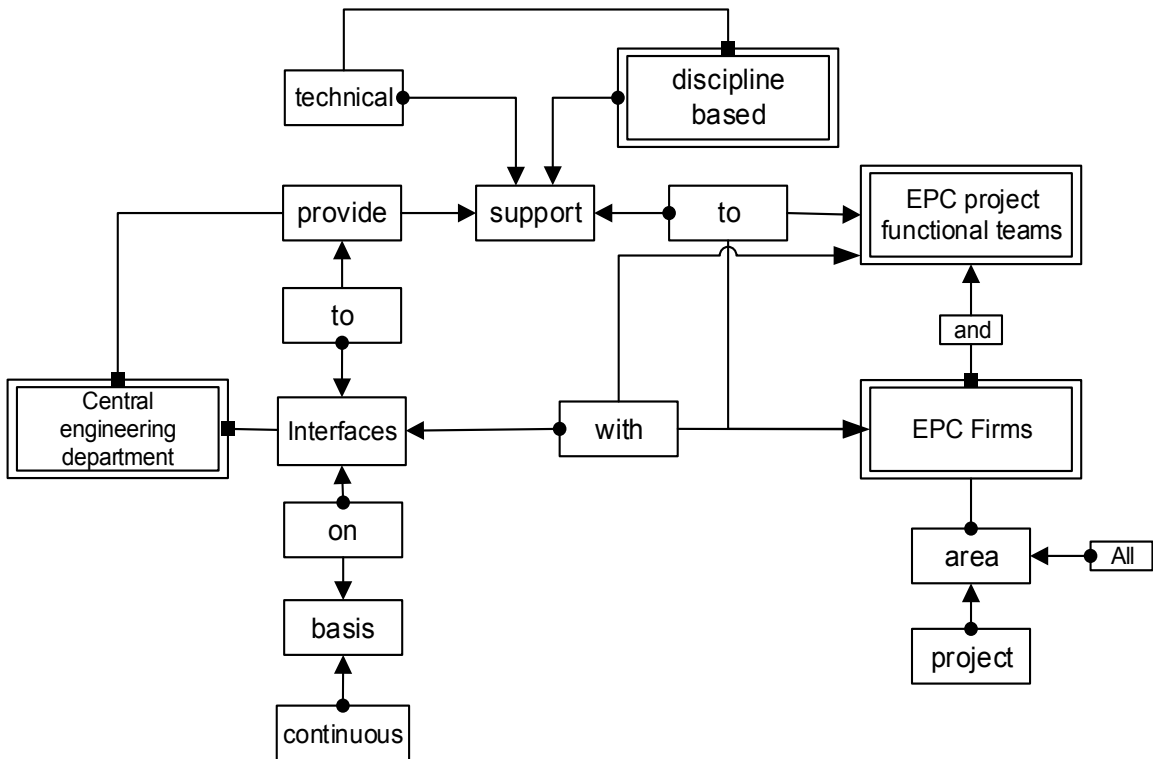 technical
discipline
based
provide
support
to
EPC project
functional teams
to
and
Central
engineering
department
Interfaces
with
EPC Firms
on
area
All
basis
project
continuous